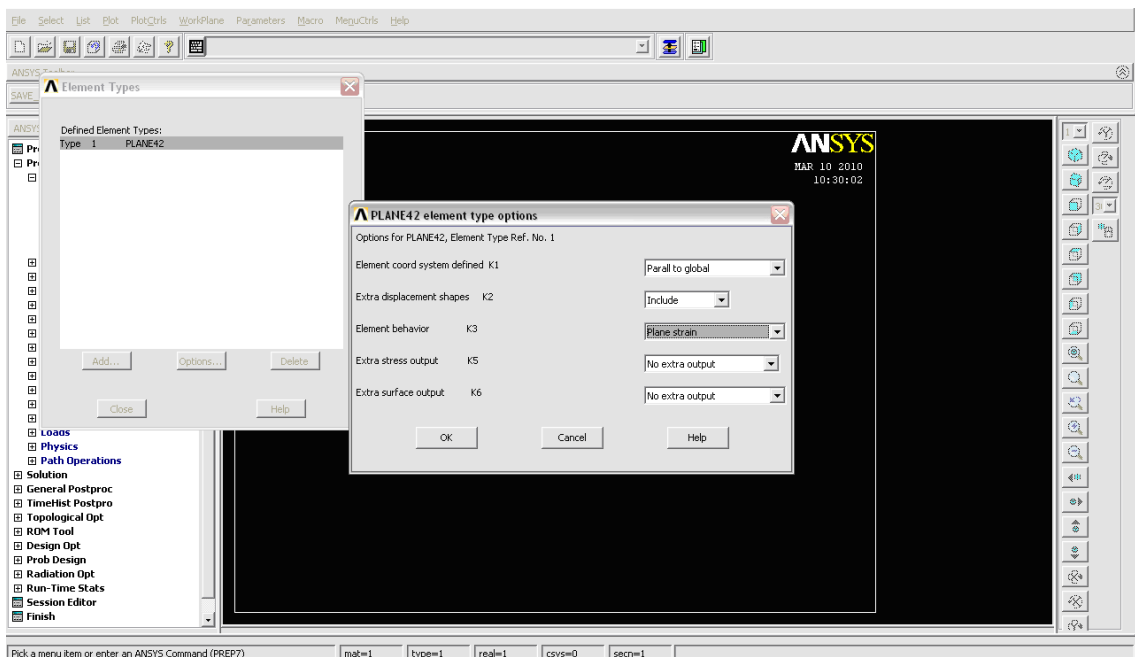 File Select List Plot PlotCtrls WorkPlane Parameters Macro MenuCtrls Help
ANSYS Toolbar
SAVE_
Element Types
Defined Element Types:
Type 1 PLANE42
Add... Options... Delete
Close Help
ANSYS
MAR 10 2010
10:30:02
PLANE42 element type options
Options for PLANE42, Element Type Ref. No. 1
Element coord system defined K1 Parall to global
Extra displacement shapes K2 Include
Element behavior K3 Plane strain
Extra stress output K5 No extra output
Extra surface output K6 No extra output
OK Cancel Help
ANSYS
Pr
Pr
Loads
Physics
Path Operations
Solution
General Postproc
TimeHist Postpro
Topological Opt
ROM Tool
Design Opt
Prob Design
Radiation Opt
Run-Time Stats
Session Editor
Finish
Pick a menu item or enter an ANSYS Command (PREP7) mat=1 type=1 real=1 csys=0 secn=1